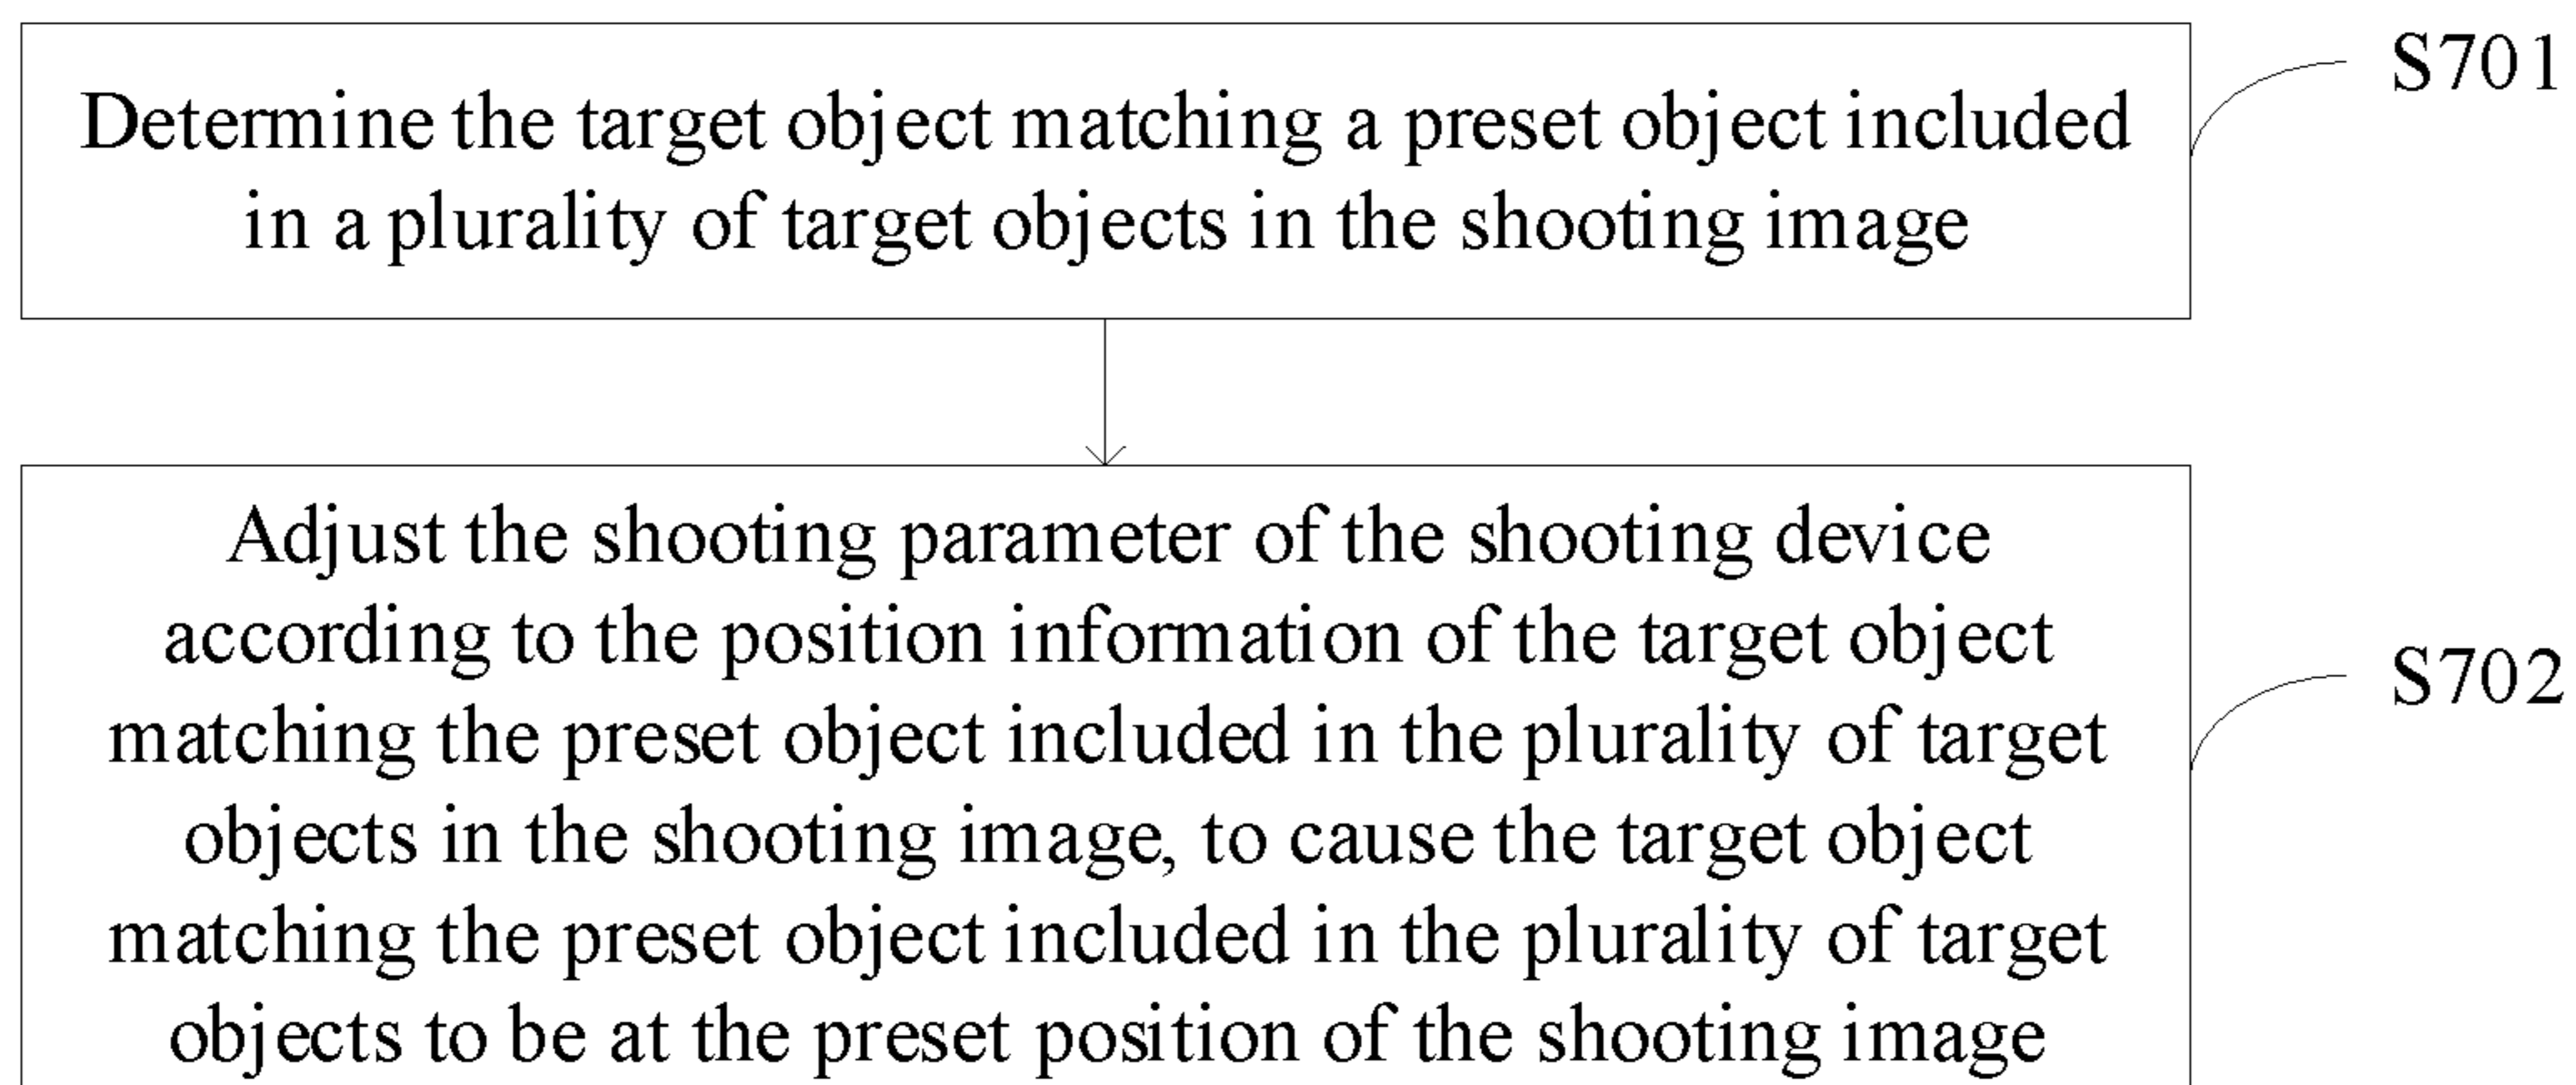 S701
Determine the target object matching a preset object included
in a plurality of target objects in the shooting image
Adjust the shooting parameter of the shooting device
according to the position information of the target object
matching the preset object included in the plurality of target
S702
objects in the shooting image, to cause the target object
matching the preset object included in the plurality of target
objects to be at the preset position of the shooting image